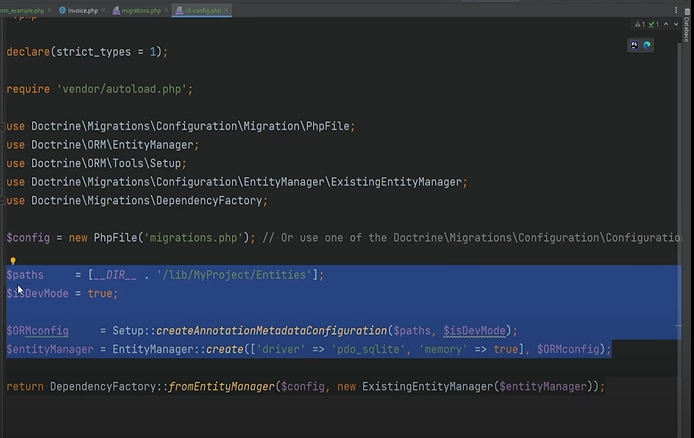 om_example.php Invoice.php migrations.php cli-config.php
declare(strict_types = 1);
require 'vendor/autoload.php';
use Doctrine\Migrations\Configuration\Migration\PhpFile;
use Doctrine\ORM\EntityManager;
use Doctrine\ORM\Tools\Setup;
use Doctrine\Migrations\Configuration\EntityManager\ExistingEntityManager;
use Doctrine\Migrations\DependencyFactory;
$config = new PhpFile('migrations.php'); // Or use one of the Doctrine\Migrations\Configuration\Configuratio
$paths = [__DIR__ . '/lib/MyProject/Entities'];
$isDevMode = true;
$ORMconfig = Setup::createAnnotationMetadataConfiguration($paths, $isDevMode);
$entityManager = EntityManager::create(['driver' => 'pdo_sqlite', 'memory' => true], $ORMconfig);
return DependencyFactory::fromEntityManager($config, new ExistingEntityManager($entityManager));
1 1
Database